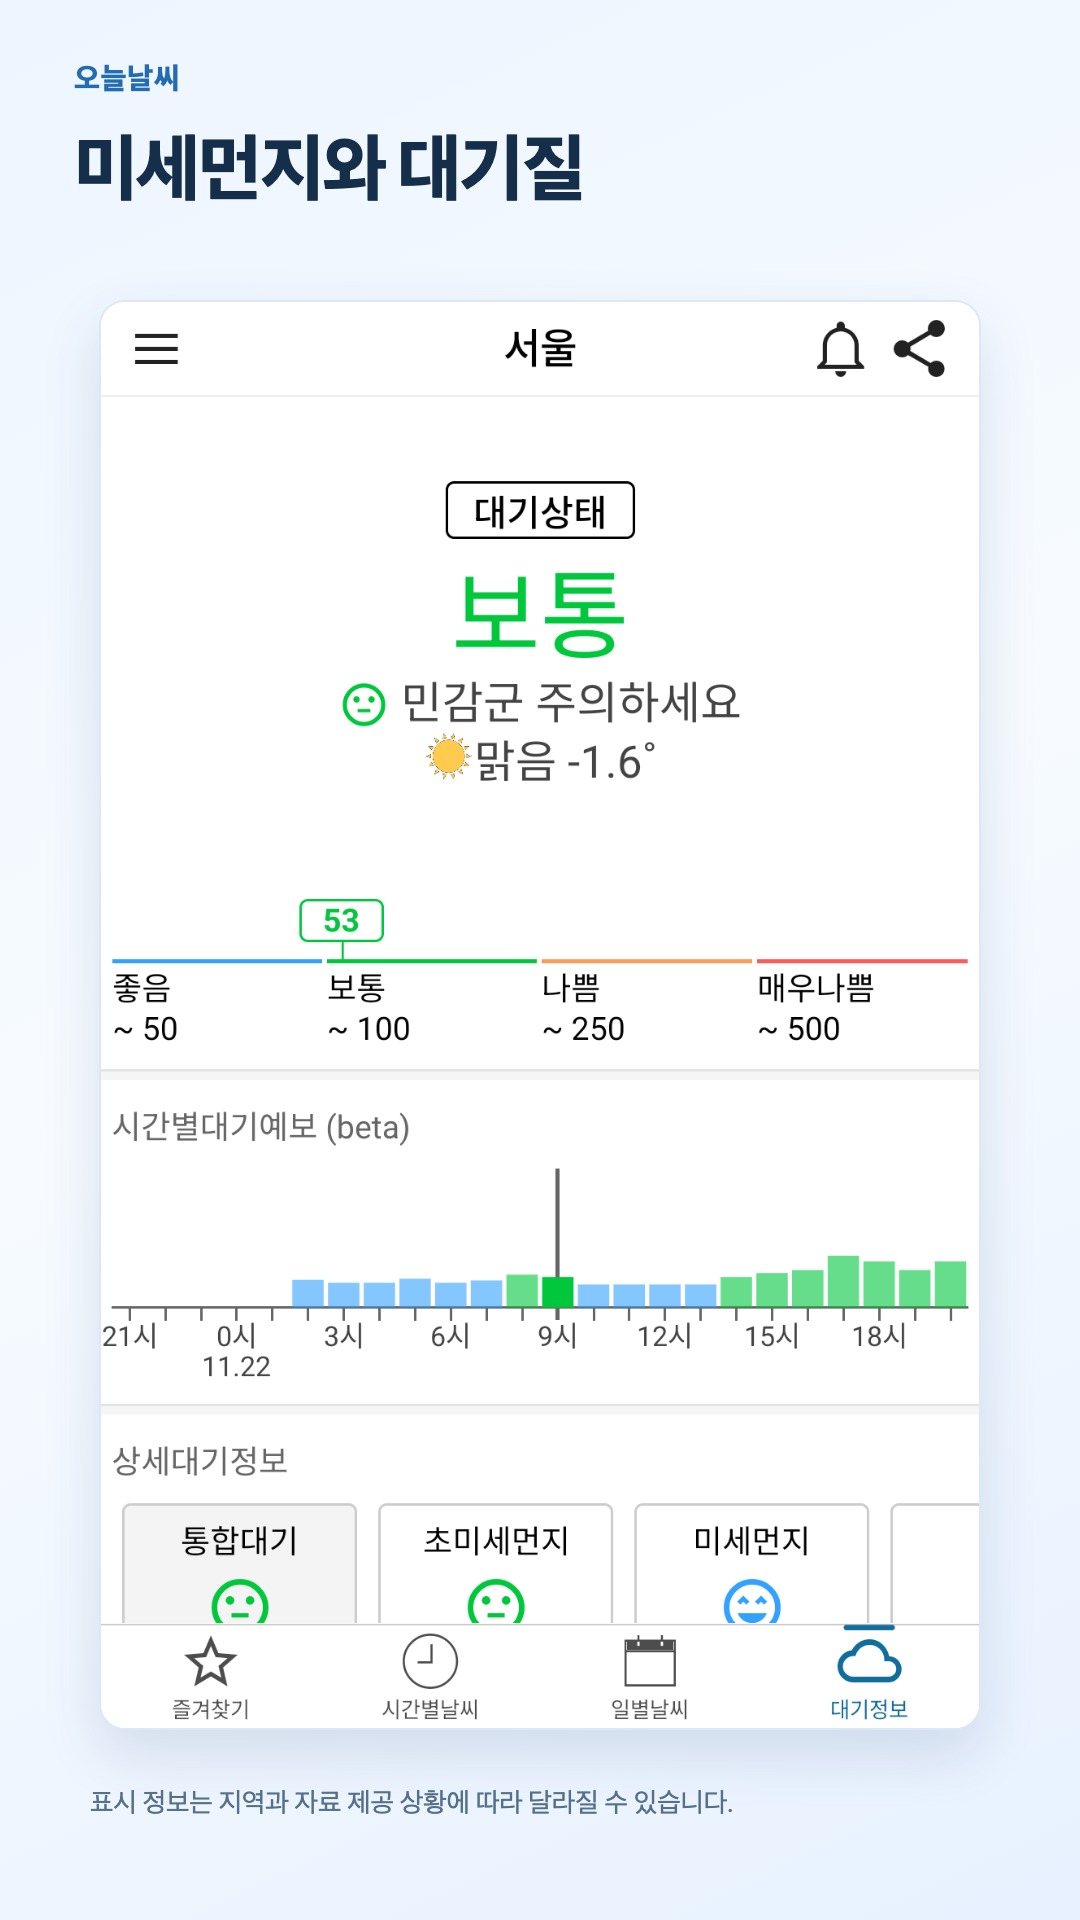 오늘날씨
미세먼지와 대기질
서울
대기상태
보통
민감군 주의하세요
맑음 -1.6°
53
좋음 보통 나쁨 매우나쁨
~ 50 ~ 100 ~ 250 ~ 500
시간별대기예보 (beta)
21시 0시 3시 6시 9시 12시 15시 18시
11.22
상세대기정보
통합대기 초미세먼지 미세먼지
즐겨찾기 시간별날씨 일별날씨 대기정보
표시 정보는 지역과 자료 제공 상황에 따라 달라질 수 있습니다.